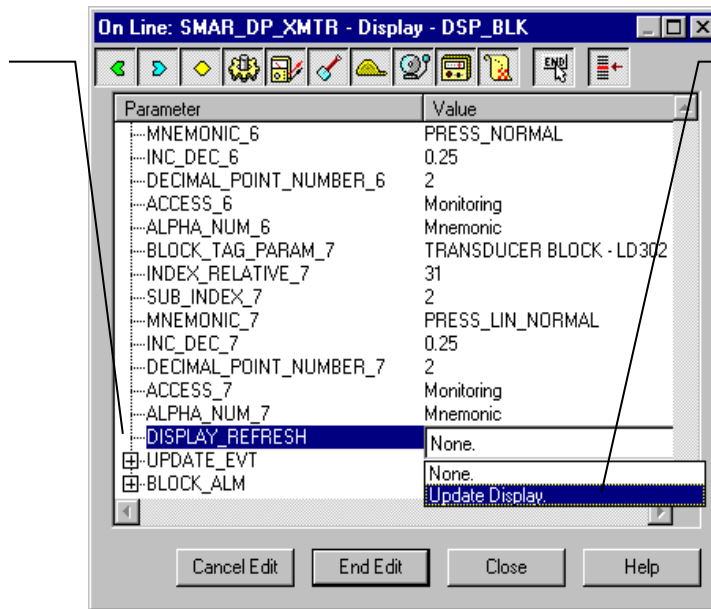 On Line: SMAR_DP_XMTR - Display - DSP_BLK
END
Parameter Value
MNEMONIC_6 PRESS_NORMAL
INC_DEC_6 0.25
DECIMAL_POINT_NUMBER_6 2
ACCESS_6 Monitoring
ALPHA_NUM_6 Mnemonic
BLOCK_TAG_PARAM_7 TRANSDUCER BLOCK - LD302
INDEX_RELATIVE_7 31
SUB_INDEX_7 2
MNEMONIC_7 PRESS_LIN_NORMAL
INC_DEC_7 0.25
DECIMAL_POINT_NUMBER_7 2
ACCESS_7 Monitoring
ALPHA_NUM_7 Mnemonic
DISPLAY_REFRESH None.
UPDATE_EVT None.
BLOCK_ALM Update Display.
Cancel Edit End Edit Close Help